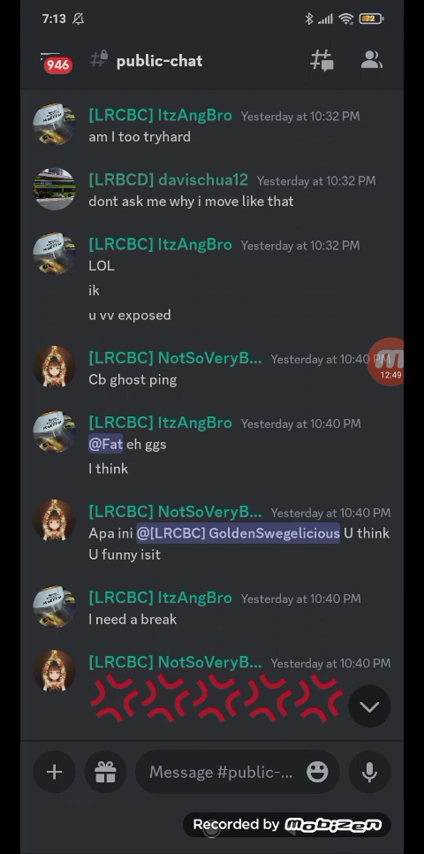 7:13
72
946
public-chat
[LRCBC] ItzAngBro Yesterday at 10:32 PM
am I too tryhard
[LRBCD] davischua12 Yesterday at 10:32 PM
dont ask me why i move like that
[LRCBC] ItzAngBro Yesterday at 10:32 PM
LOL
ik
u vv exposed
[LRCBC] NotSoVeryB... Yesterday at 10:40 PM
12:49
Cb ghost ping
[LRCBC] ItzAngBro Yesterday at 10:40 PM
@Fat eh ggs
I think
[LRCBC] NotSoVeryB... Yesterday at 10:40 PM
Apa ini @[LRCBC] GoldenSwegelicious U think
U funny isit
[LRCBC] ItzAngBro Yesterday at 10:40 PM
I need a break
[LRCBC] NotSoVeryB... Yesterday at 10:40 PM
Message #public-...
Recorded by mobizen